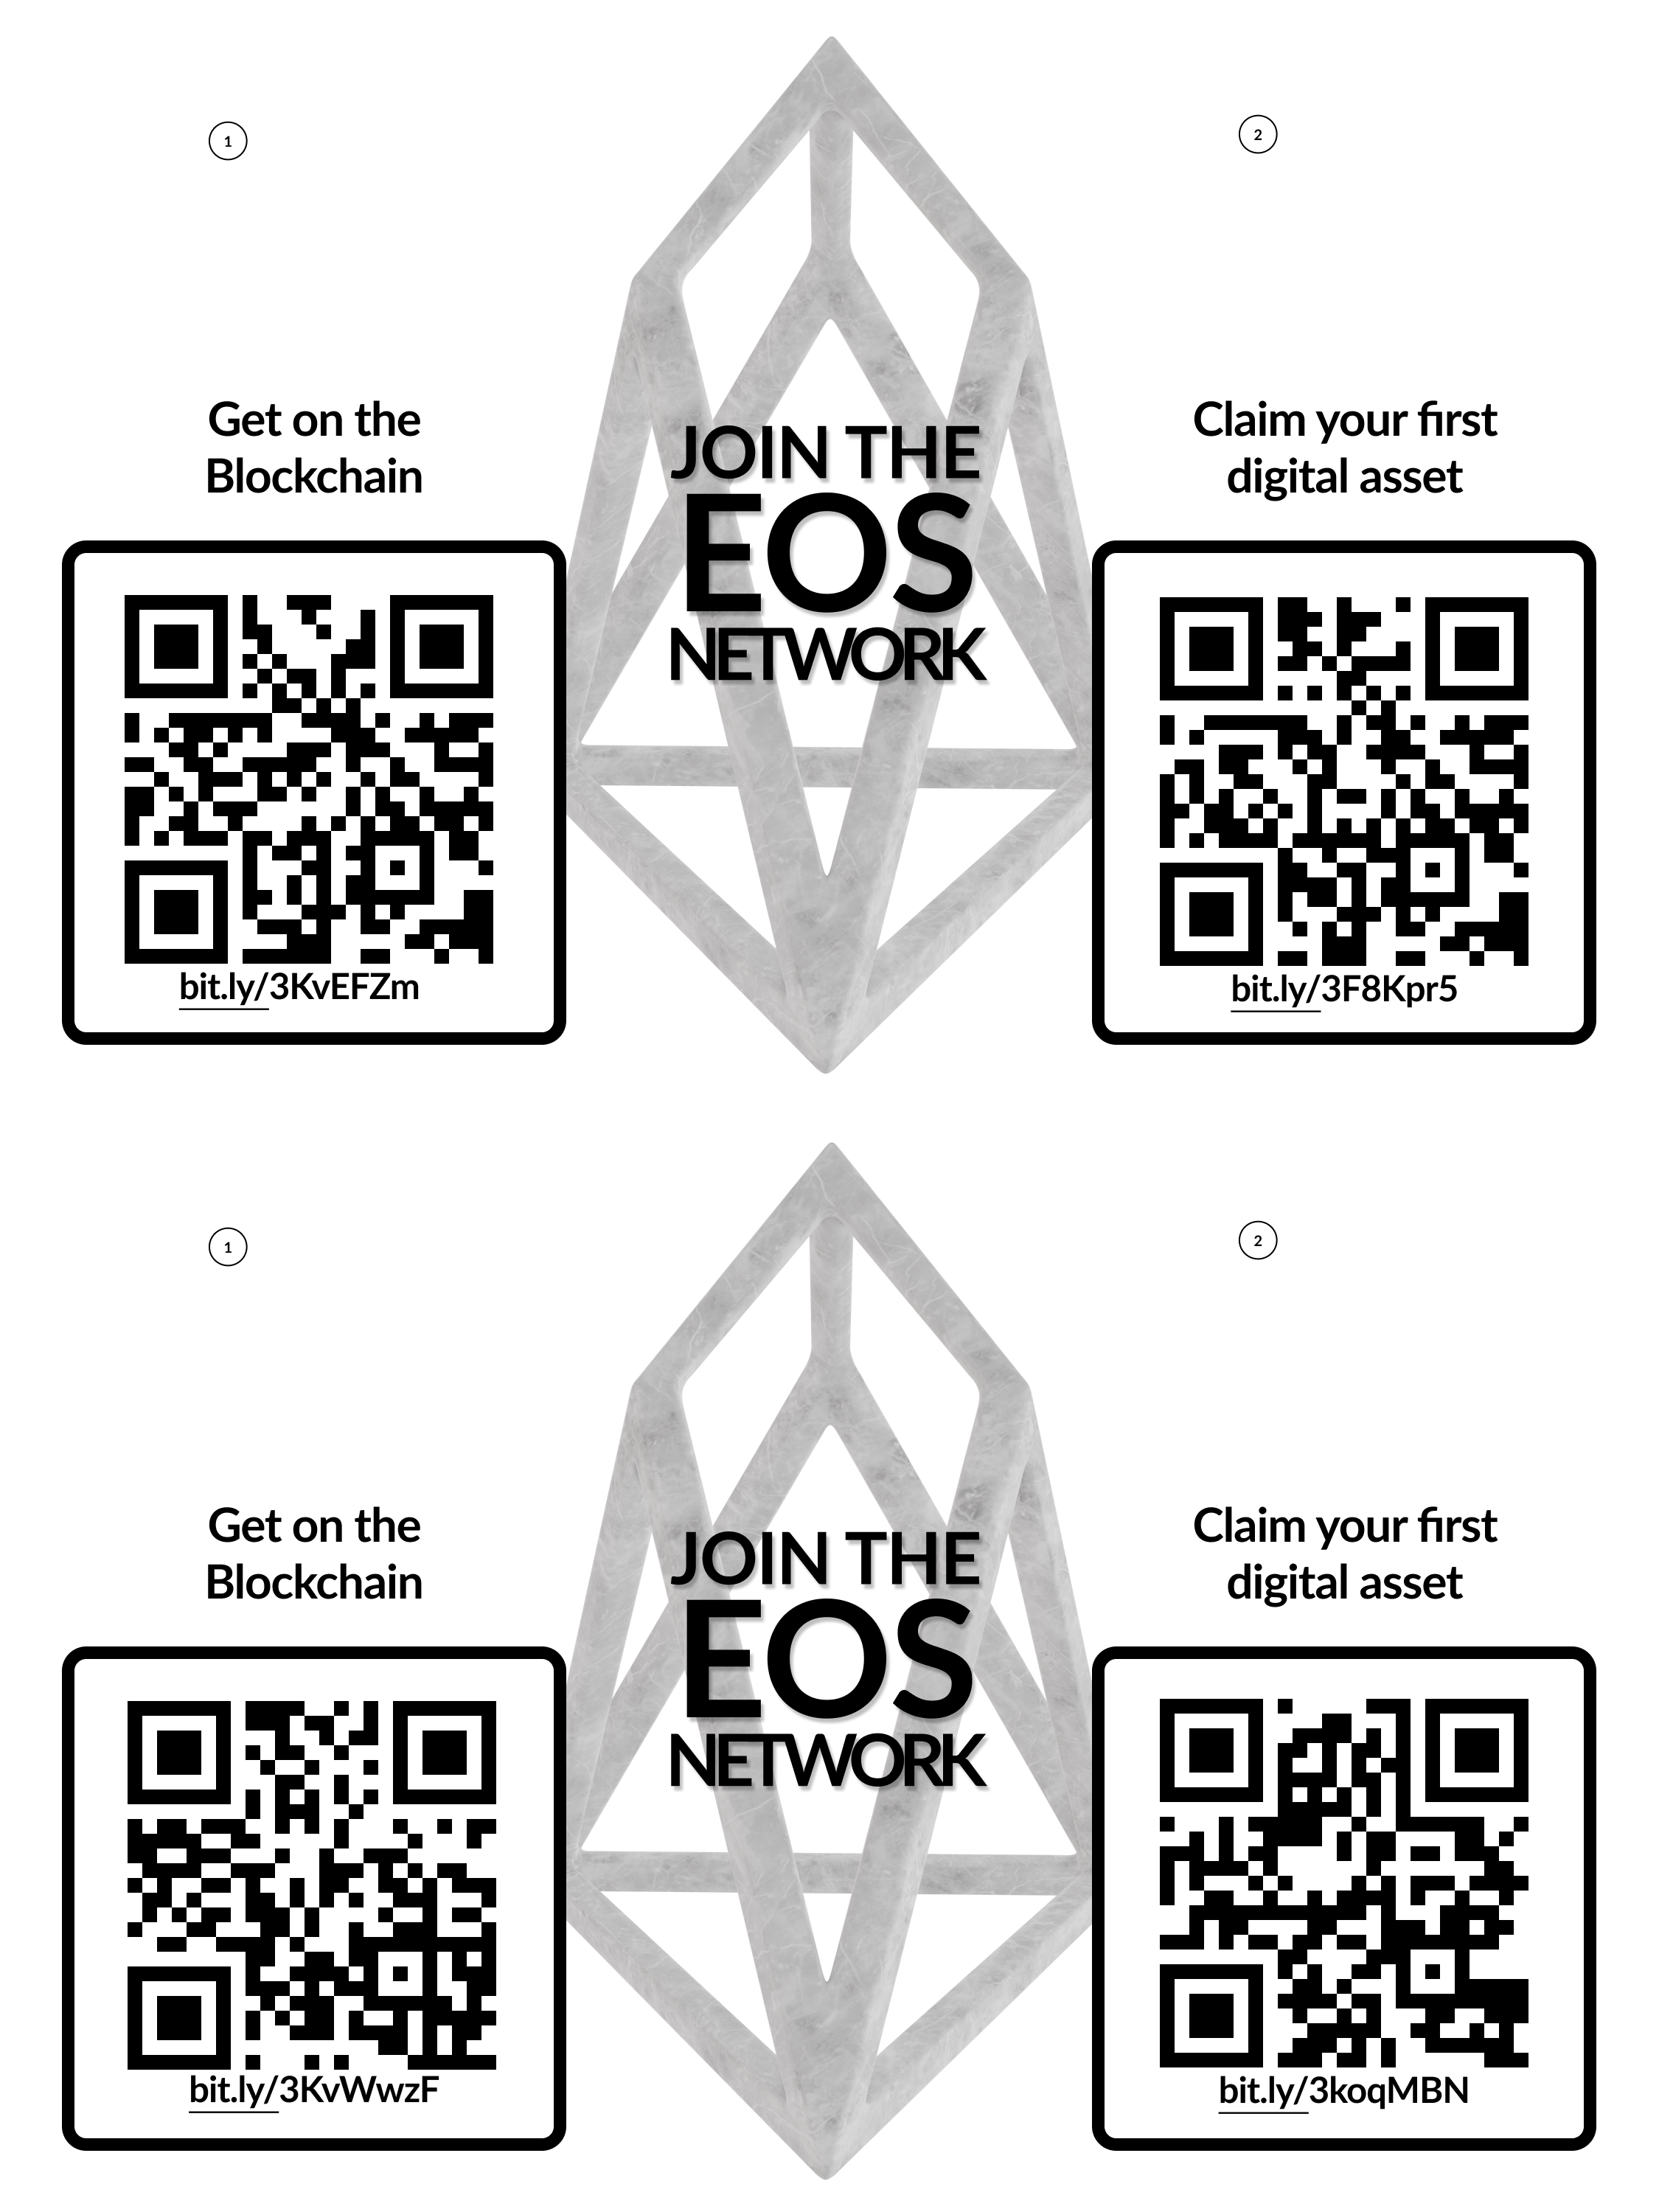 1
2
Get on the
Blockchain
JOIN THE
EOS
NETWORK
Claim your first
digital asset
bit.ly/3KvEFZm
bit.ly/3F8Kpr5
1
2
Get on the
Blockchain
JOIN THE
EOS
NETWORK
Claim your first
digital asset
bit.ly/3KvWwzF
bit.ly/3koqMBN